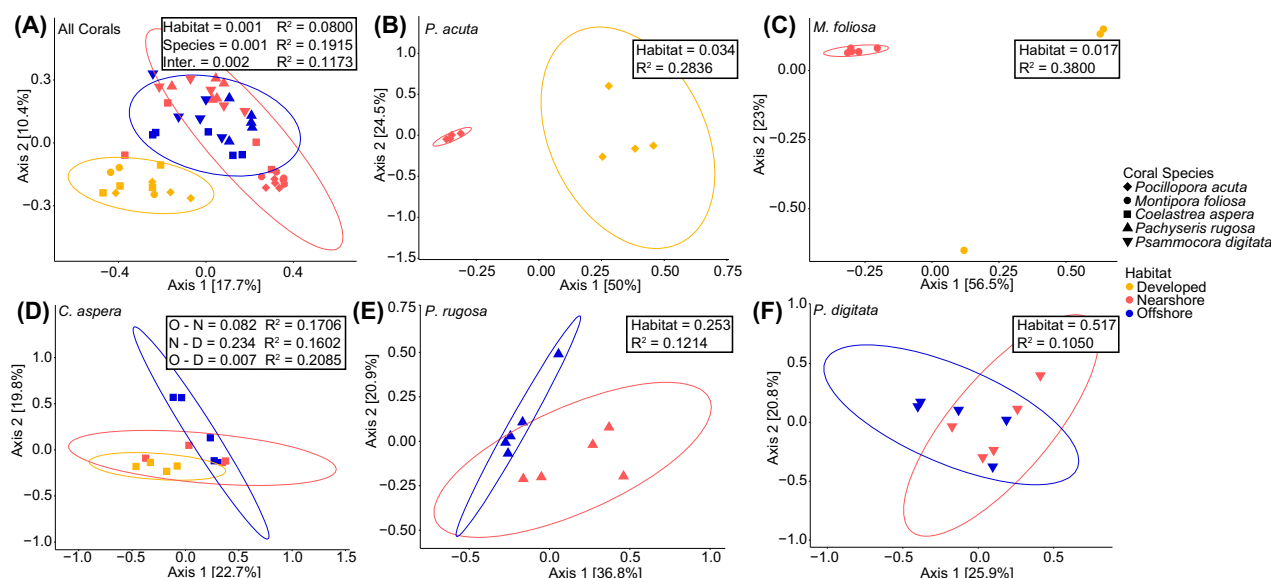 (A) All Corals
Habitat = 0.001 R² = 0.0800
Species = 0.001 R² = 0.1915
Inter. = 0.002 R² = 0.1173
Axis 2 [10.4%]
0.3
0.0
−0.3
−0.4 0.0 0.4
Axis 1 [17.7%]
(B) P. acuta
Habitat = 0.034
R² = 0.2836
Axis 2 [24.5%]
1.0
0.5
0.0
−0.5
−1.0
−1.5
−0.25 0.00 0.25 0.50 0.75
Axis 1 [50%]
(C) M. foliosa
Habitat = 0.017
R² = 0.3800
Axis 2 [23%]
0.00
−0.25
−0.50
−0.25 0.00 0.25 0.50
Axis 1 [56.5%]
Coral Species
Pocillopora acuta
Montipora foliosa
Coelastrea aspera
Pachyseris rugosa
Psammocora digitata
Habitat
Developed
Nearshore
Offshore
(D) C. aspera
O - N = 0.082 R² = 0.1706
N - D = 0.234 R² = 0.1602
O - D = 0.007 R² = 0.2085
Axis 2 [19.8%]
1.0
0.5
0.0
−0.5
−1.0
−1.0 −0.5 0.0 0.5 1.0 1.5
Axis 1 [22.7%]
(E) P. rugosa
Habitat = 0.253
R² = 0.1214
Axis 2 [20.9%]
0.75
0.50
0.25
0.00
−0.25
−0.50
−0.5 0.0 0.5 1.0
Axis 1 [36.8%]
(F) P. digitata
Habitat = 0.517
R² = 0.1050
Axis 2 [20.8%]
1.0
0.5
0.0
−0.5
−1.0
−1.0 −0.5 0.0 0.5 1.0
Axis 1 [25.9%]